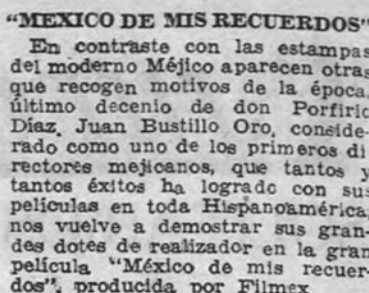 “MEXICO DE MIS RECUERDOS”
En contraste con las estampas
del moderno Méjico aparecen otras
que recogen motivos de la época,
último decenio de don Porfirio
Díaz. Juan Bustillo Oro, conside-
rado como uno de los primeros di
rectores mejicanos, que tantos y
tantos éxitos ha logrado con sus
películas en toda Hispanoamérica,
nos vuelve a demostrar sus gran-
des dotes de realizador en la gran
película “México de mis recuer-
dos”, producida por Filmex